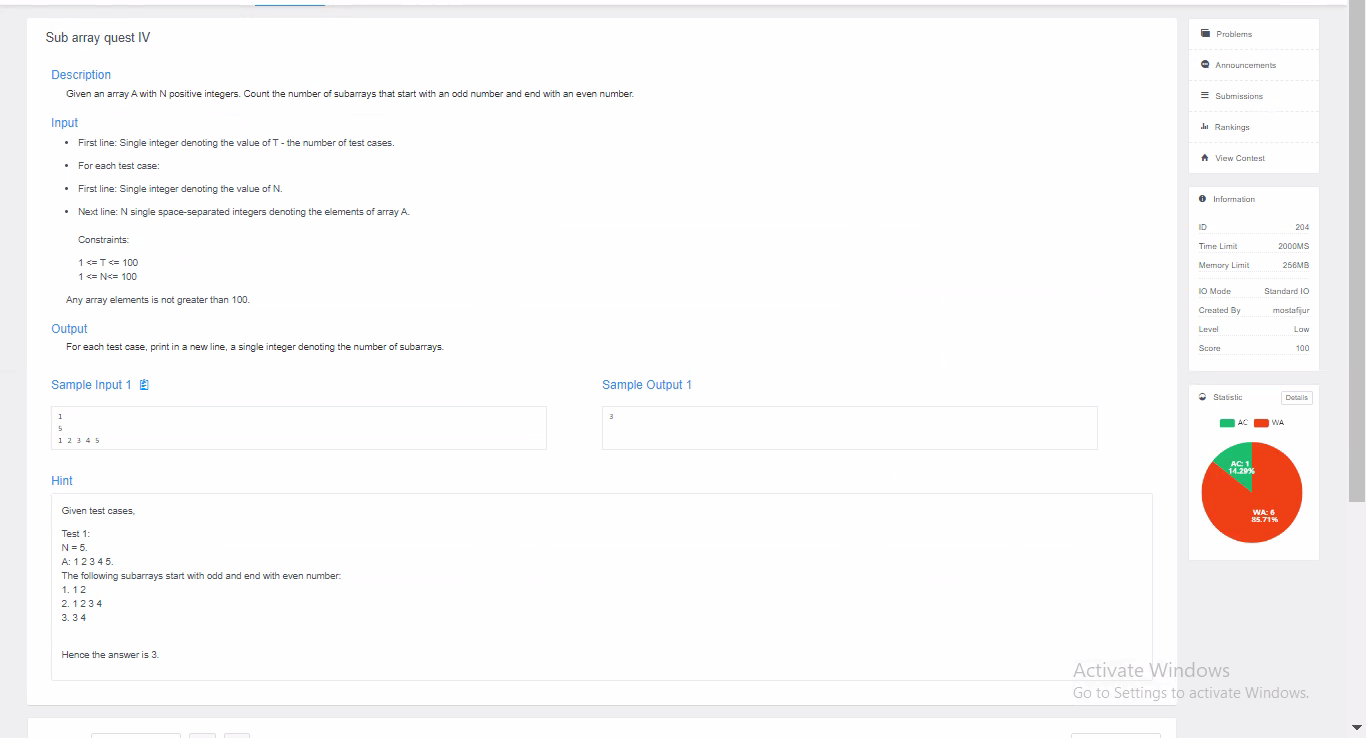 Sub array quest IV
Description
Given an array A with N positive integers. Count the number of subarrays that start with an odd number and end with an even number.
Input
• First line: Single integer denoting the value of T - the number of test cases.
• For each test case:
• First line: Single integer denoting the value of N.
• Next line: N single space-separated integers denoting the elements of array A.
Constraints:
1 <= T <= 100
1 <= N<= 100
Any array elements is not greater than 100.
Output
For each test case, print in a new line, a single integer denoting the number of subarrays.
Sample Input 1
1
5
1 2 3 4 5
Sample Output 1
3
Hint
Given test cases,
Test 1:
N = 5.
A: 1 2 3 4 5.
The following subarrays start with odd and end with even number:
1. 1 2
2. 1 2 3 4
3. 3 4
Hence the answer is 3.
Problems
Announcements
Submissions
Rankings
View Contest
Information
ID 204
Time Limit 2000MS
Memory Limit 256MB
IO Mode Standard IO
Created By mostafijur
Level Low
Score 100
Statistic Details
AC WA
AC: 1
14.29%
WA: 6
85.71%
Activate Windows
Go to Settings to activate Windows.